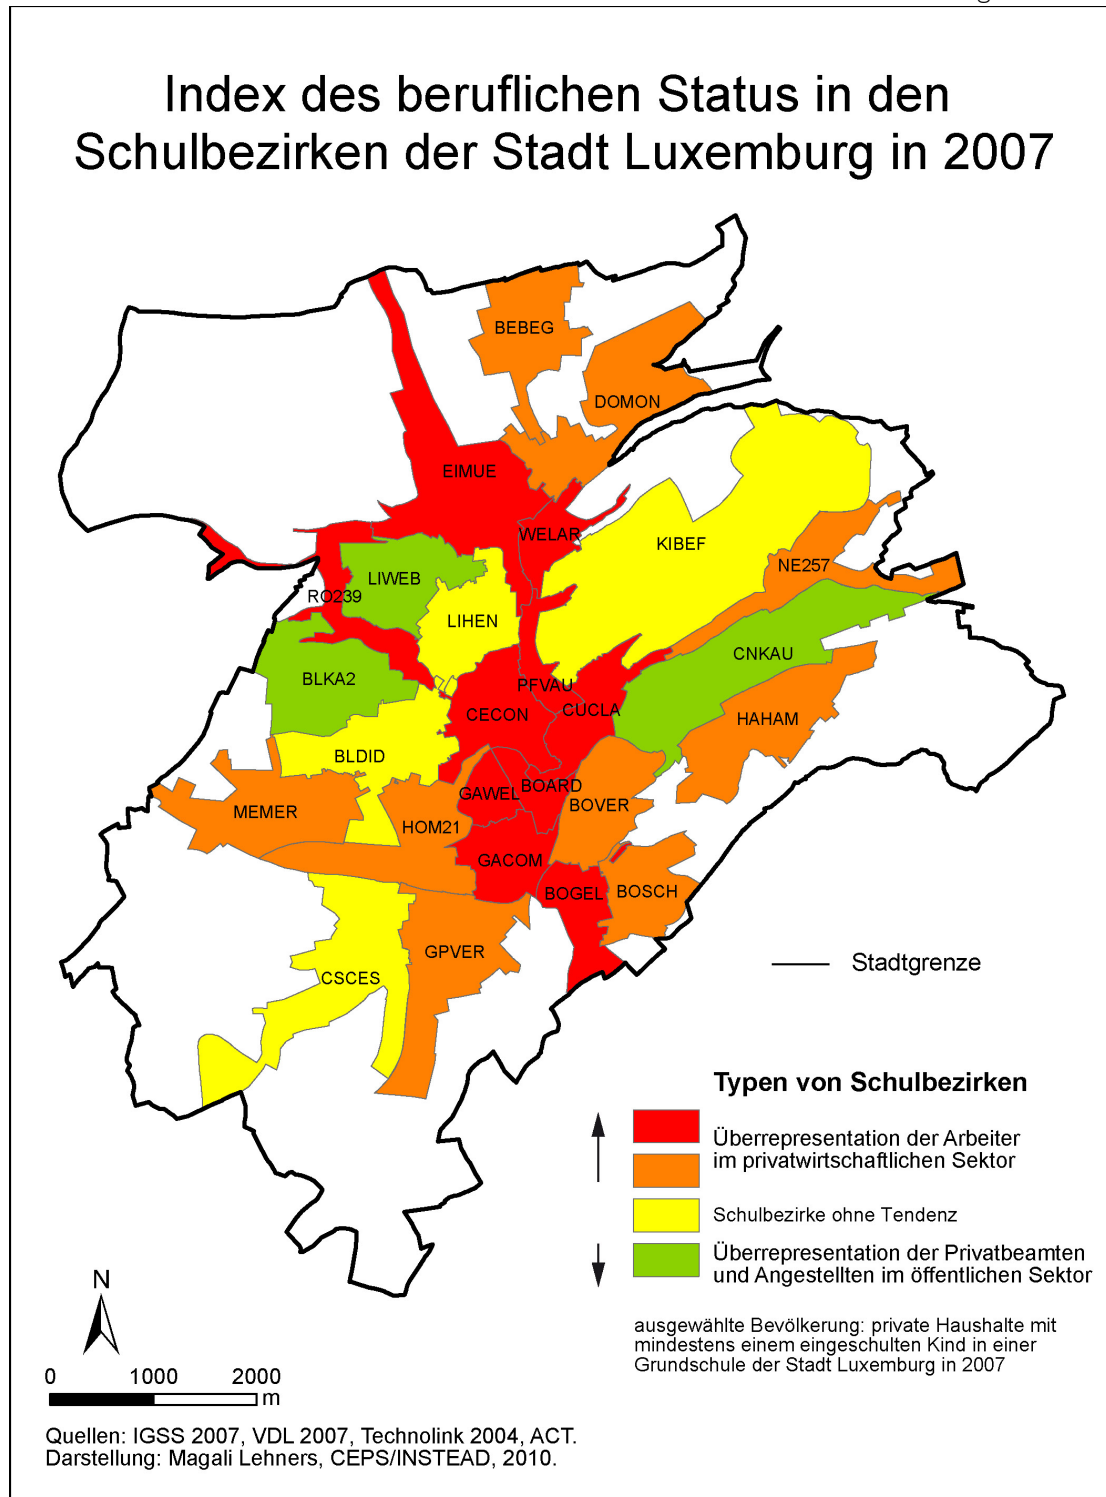 Index des beruflichen Status in den
Schulbezirken der Stadt Luxemburg in 2007
BEBEG
DOMON
EIMUE
WELAR
KIBEF
NE257
LIWEB
RO239
LIHEN
CNKAU
BLKA2
PFVAU
CUCLA
CECON
HAHAM
BLDID
GAWEL
BOARD
BOVER
MEMER
HOM21
GACOM
BOGEL
BOSCH
GPVER
CSCES
Stadtgrenze
Typen von Schulbezirken
Überrepresentation der Arbeiter
im privatwirtschaftlichen Sektor
Schulbezirke ohne Tendenz
Überrepresentation der Privatbeamten
und Angestellten im öffentlichen Sektor
ausgewählte Bevölkerung: private Haushalte mit
mindestens einem eingeschulten Kind in einer
Grundschule der Stadt Luxemburg in 2007
N
0 1000 2000
m
Quellen: IGSS 2007, VDL 2007, Technolink 2004, ACT.
Darstellung: Magali Lehners, CEPS/INSTEAD, 2010.